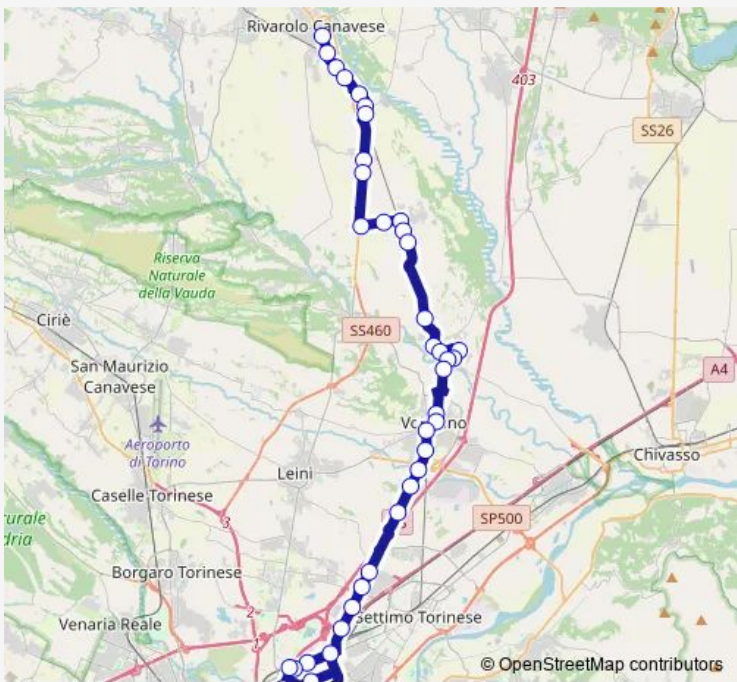 Rivarolo Canavese
403
SS26
Riserva
Naturale
della Vauda
Ciriè
SS460
San Maurizio
Canavese
A4
Aeroporto
di Torino
Chivasso
Leini
Caselle Torinese
SP500
3
Borgaro Torinese
2
Venaria Reale
Settimo Torinese
1
© OpenStreetMap contributors